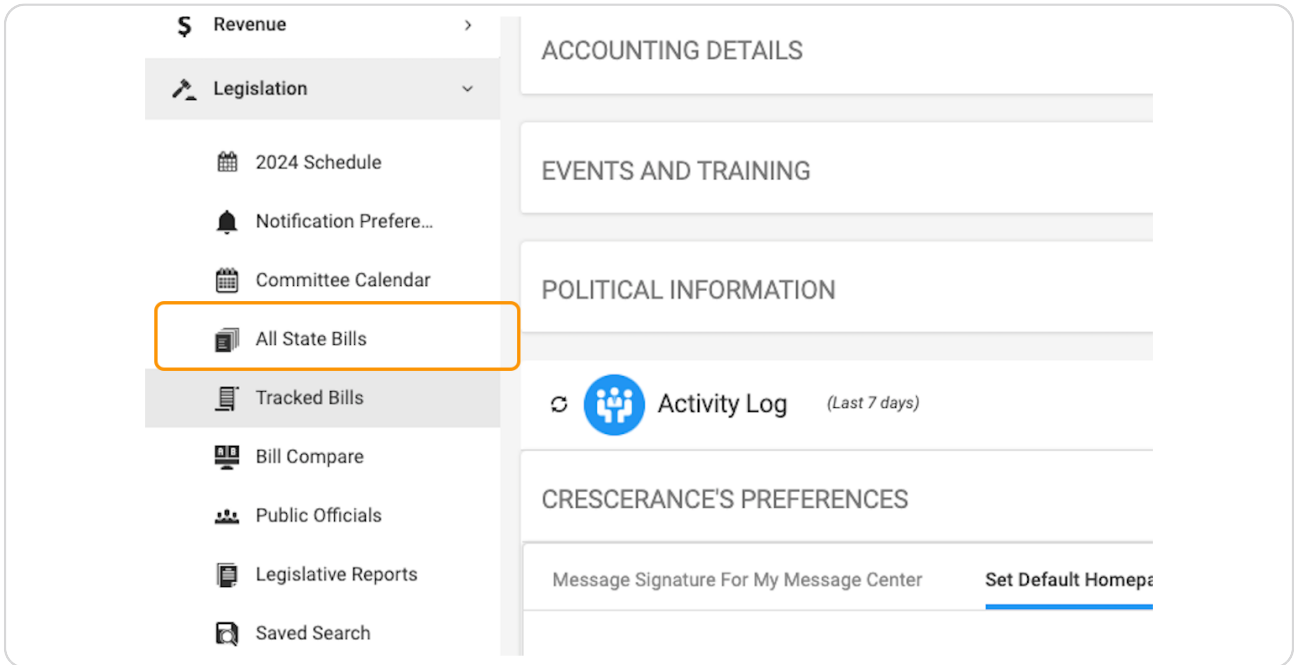 Revenue
Legislation
2024 Schedule
Notification Prefere...
Committee Calendar
All State Bills
Tracked Bills
Bill Compare
Public Officials
Legislative Reports
Saved Search
ACCOUNTING DETAILS
EVENTS AND TRAINING
POLITICAL INFORMATION
Activity Log (Last 7 days)
CRESCERANCE'S PREFERENCES
Message Signature For My Message Center Set Default Homepa